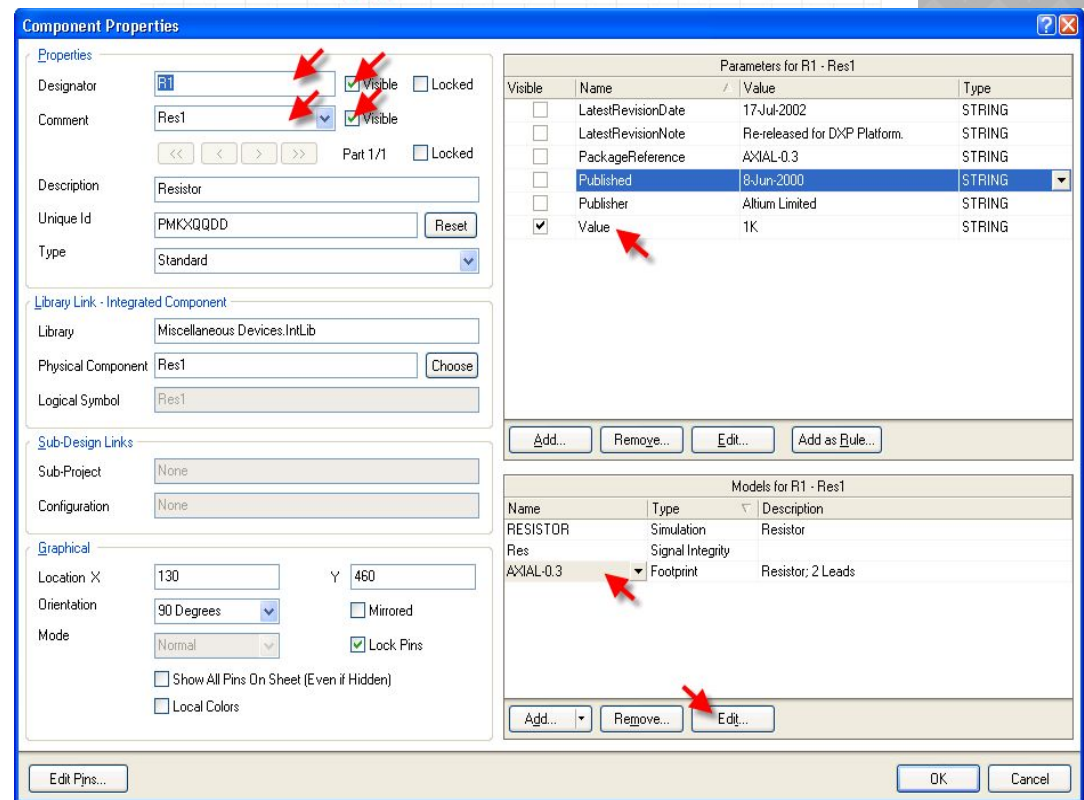 Component Properties
Properties
Designator R1 Visible Locked
Comment Res1 Visible
<< < > >> Part 1/1 Locked
Description Resistor
Unique Id PMKXQQDD Reset
Type Standard
Library Link - Integrated Component
Library Miscellaneous Devices.IntLib
Physical Component Res1 Choose
Logical Symbol Res1
Sub-Design Links
Sub-Project None
Configuration None
Graphical
Location X 130 Y 460
Orientation 90 Degrees Mirrored
Mode Normal Lock Pins
Show All Pins On Sheet (Even if Hidden)
Local Colors
Parameters for R1 - Res1
Visible Name Value Type
LatestRevisionDate 17-Jul-2002 STRING
LatestRevisionNote Re-released for DXP Platform. STRING
PackageReference AXIAL-0.3 STRING
Published 8-Jun-2000 STRING
Publisher Altium Limited STRING
Value 1K STRING
Add... Remove... Edit... Add as Rule...
Models for R1 - Res1
Name Type Description
RESISTOR Simulation Resistor
Res Signal Integrity
AXIAL-0.3 Footprint Resistor; 2 Leads
Add... Remove... Edit...
Edit Pins... OK Cancel